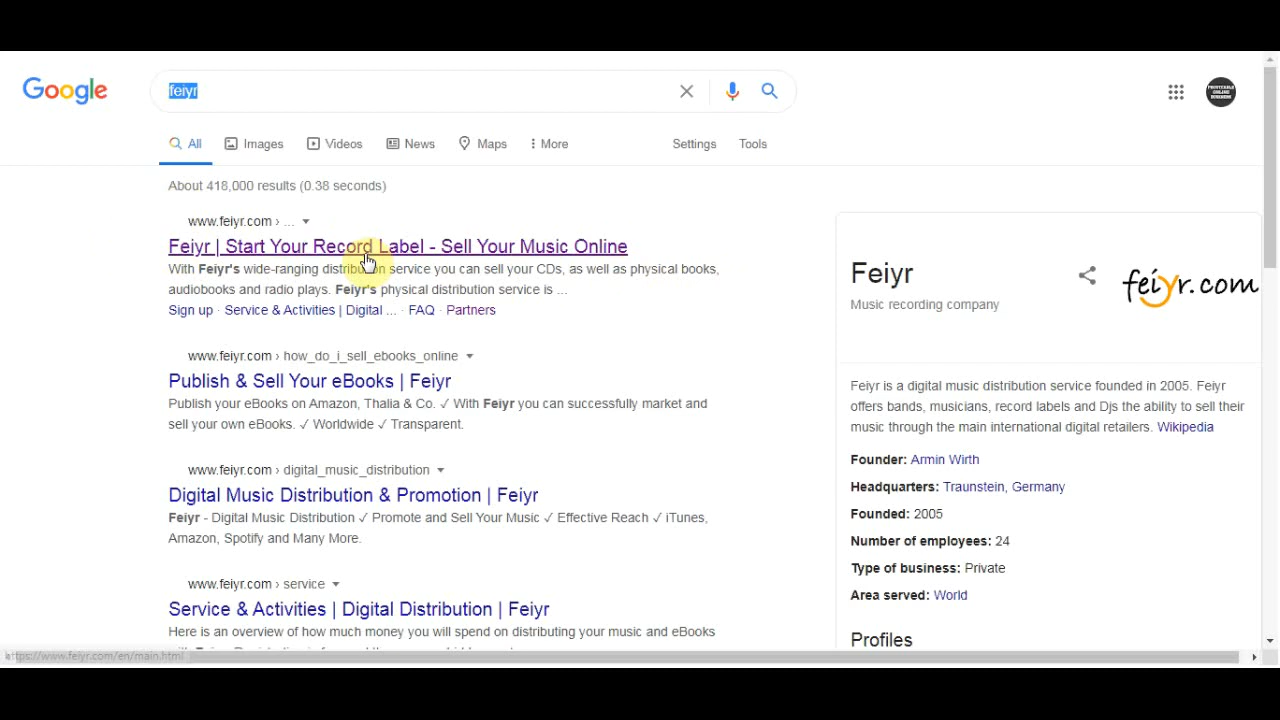 Google
feiyr
All
Images
Videos
News
Maps
More
Settings
Tools
PROFITABLE
ONLINE
BUSINESS
About 418,000 results (0.38 seconds)
www.feiyr.com › ...
Feiyr | Start Your Record Label - Sell Your Music Online
With Feiyr's wide-ranging distribution service you can sell your CDs, as well as physical books,
audiobooks and radio plays. Feiyr's physical distribution service is ...
Sign up · Service & Activities | Digital ... · FAQ · Partners
www.feiyr.com › how_do_i_sell_ebooks_online
Publish & Sell Your eBooks | Feiyr
Publish your eBooks on Amazon, Thalia & Co. ✓ With Feiyr you can successfully market and
sell your own eBooks. ✓ Worldwide ✓ Transparent.
www.feiyr.com › digital_music_distribution
Digital Music Distribution & Promotion | Feiyr
Feiyr - Digital Music Distribution ✓ Promote and Sell Your Music ✓ Effective Reach ✓ iTunes,
Amazon, Spotify and Many More.
www.feiyr.com › service
Service & Activities | Digital Distribution | Feiyr
Here is an overview of how much money you will spend on distributing your music and eBooks
https://www.feiyr.com/en/main.html
Feiyr
Music recording company
feiyr.com
Feiyr is a digital music distribution service founded in 2005. Feiyr
offers bands, musicians, record labels and Djs the ability to sell their
music through the main international digital retailers. Wikipedia
Founder: Armin Wirth
Headquarters: Traunstein, Germany
Founded: 2005
Number of employees: 24
Type of business: Private
Area served: World
Profiles